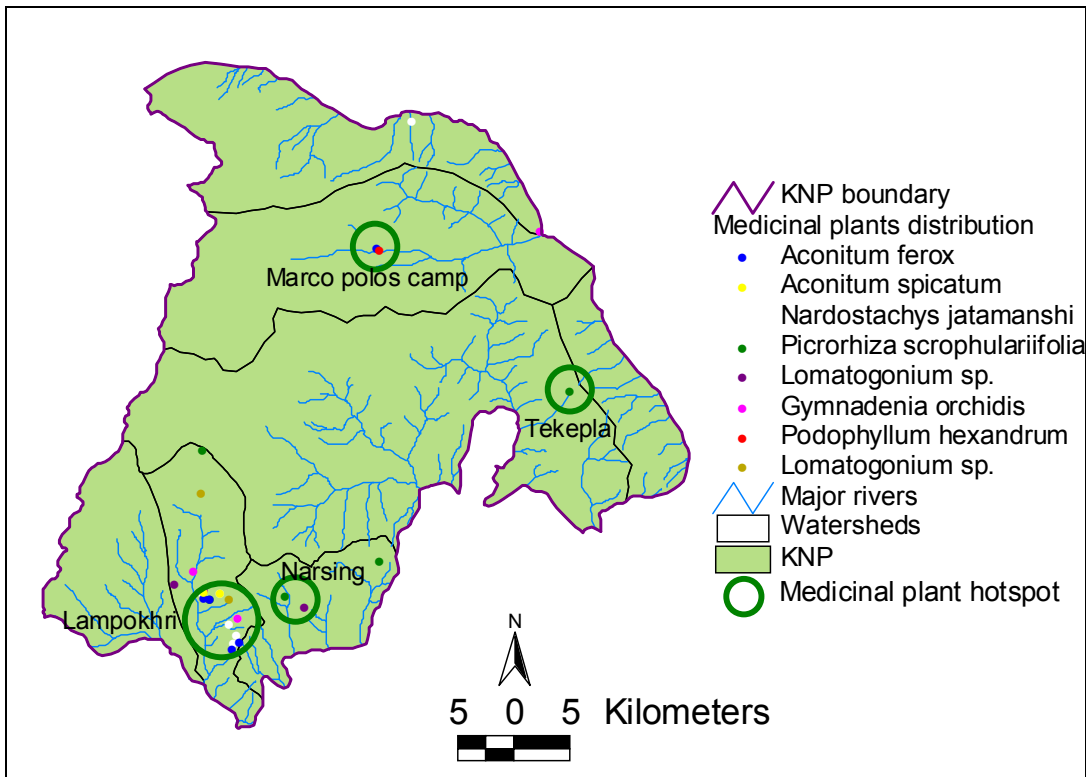 Marco polos camp
Tekepla
Narsing
Lampokhri
KNP boundary
Medicinal plants distribution
Aconitum ferox
Aconitum spicatum
Nardostachys jatamanshi
Picrorhiza scrophulariifolia
Lomatogonium sp.
Gymnadenia orchidis
Podophyllum hexandrum
Lomatogonium sp.
Major rivers
Watersheds
KNP
Medicinal plant hotspot
N
5 0 5 Kilometers